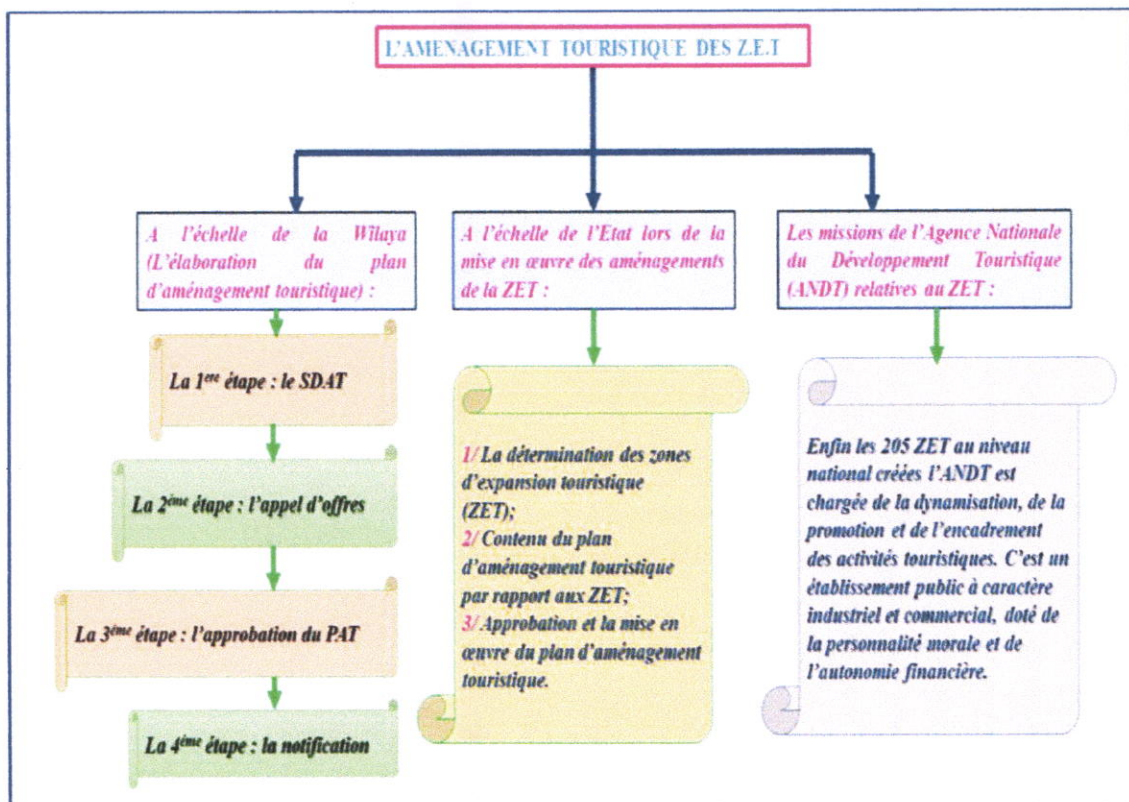 L'AMENAGEMENT TOURISTIQUE DES Z.E.T
A l'échelle de la Wilaya
(L'élaboration du plan
d'aménagement touristique) :
La 1ere étape : le SDAT
La 2éme étape : l'appel d'offres
La 3éme étape : l'approbation du PAT
La 4éme étape : la notification
A l'échelle de l'Etat lors de la
mise en œuvre des aménagements
de la ZET :
1/ La détermination des zones
d'expansion touristique
(ZET);
2/ Contenu du plan
d'aménagement touristique
par rapport aux ZET;
3/ Approbation et la mise en
œuvre du plan d'aménagement
touristique.
Les missions de l'Agence Nationale
du Développement Touristique
(ANDT) relatives au ZET :
Enfin les 205 ZET au niveau
national créées l'ANDT est
chargée de la dynamisation, de la
promotion et de l'encadrement
des activités touristiques. C'est un
établissement public à caractère
industriel et commercial, doté de
la personnalité morale et de
l'autonomie financière.